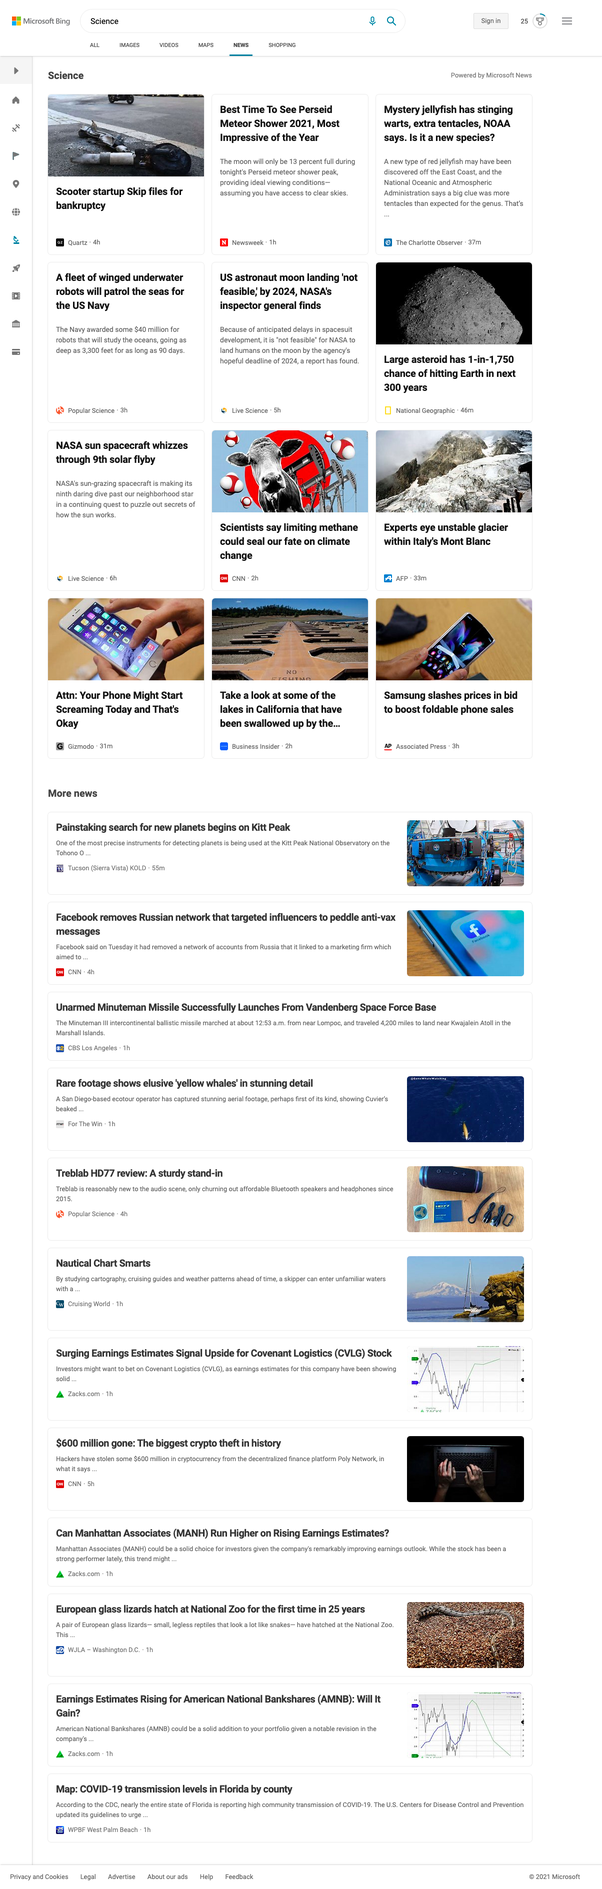 Microsoft Bing
Science
Sign in
25
ALL
IMAGES
VIDEOS
MAPS
NEWS
SHOPPING
Science
Powered by Microsoft News
Scooter startup Skip files for
bankruptcy
Quartz · 4h
Best Time To See Perseid
Meteor Shower 2021, Most
Impressive of the Year
The moon will only be 13 percent full during
tonight's Perseid meteor shower peak,
providing ideal viewing conditions—
assuming you have access to clear skies.
Newsweek · 1h
Mystery jellyfish has stinging
warts, extra tentacles, NOAA
says. Is it a new species?
A new type of red jellyfish may have been
discovered off the East Coast, and the
National Oceanic and Atmospheric
Administration says a big clue was more
tentacles than expected for the genus. That's
...
The Charlotte Observer · 37m
A fleet of winged underwater
robots will patrol the seas for
the US Navy
The Navy awarded some $40 million for
robots that will study the oceans, going as
deep as 3,300 feet for as long as 90 days.
Popular Science · 3h
US astronaut moon landing 'not
feasible,' by 2024, NASA's
inspector general finds
Because of anticipated delays in spacesuit
development, it is "not feasible" for NASA to
land humans on the moon by the agency's
hopeful deadline of 2024, a report has found.
Live Science · 5h
Large asteroid has 1-in-1,750
chance of hitting Earth in next
300 years
National Geographic · 46m
NASA sun spacecraft whizzes
through 9th solar flyby
NASA's sun-grazing spacecraft is making its
ninth daring dive past our neighborhood star
in a continuing quest to puzzle out secrets of
how the sun works.
Live Science · 6h
Scientists say limiting methane
could seal our fate on climate
change
CNN · 2h
Experts eye unstable glacier
within Italy's Mont Blanc
AFP · 33m
Attn: Your Phone Might Start
Screaming Today and That's
Okay
Gizmodo · 31m
NO
FISHING
Take a look at some of the
lakes in California that have
been swallowed up by the...
Business Insider · 2h
Samsung slashes prices in bid
to boost foldable phone sales
AP
Associated Press · 3h
More news
Painstaking search for new planets begins on Kitt Peak
One of the most precise instruments for detecting planets is being used at the Kitt Peak National Observatory on the
Tohono O ...
Tucson (Sierra Vista) KOLD · 55m
Facebook removes Russian network that targeted influencers to peddle anti-vax
messages
Facebook said on Tuesday it had removed a network of accounts from Russia that it linked to a marketing firm which
aimed to ...
CNN · 4h
Unarmed Minuteman Missile Successfully Launches From Vandenberg Space Force Base
The Minuteman III intercontinental ballistic missile marched at about 12:53 a.m. from near Lompoc, and traveled 4,200 miles to land near Kwajalein Atoll in the
Marshall Islands.
CBS Los Angeles · 1h
Rare footage shows elusive 'yellow whales' in stunning detail
A San Diego-based ecotour operator has captured stunning aerial footage, perhaps first of its kind, showing Cuvier's
beaked ...
For The Win · 1h
Treblab HD77 review: A sturdy stand-in
Treblab is reasonably new to the audio scene, only churning out affordable Bluetooth speakers and headphones since
2015.
Popular Science · 4h
Nautical Chart Smarts
By studying cartography, cruising guides and weather patterns ahead of time, a skipper can enter unfamiliar waters
with a ...
Cruising World · 1h
Surging Earnings Estimates Signal Upside for Covenant Logistics (CVLG) Stock
Investors might want to bet on Covenant Logistics (CVLG), as earnings estimates for this company have been showing
solid ...
Zacks.com · 1h
$600 million gone: The biggest crypto theft in history
Hackers have stolen some $600 million in cryptocurrency from the decentralized finance platform Poly Network, in
what it says ...
CNN · 5h
Can Manhattan Associates (MANH) Run Higher on Rising Earnings Estimates?
Manhattan Associates (MANH) could be a solid choice for investors given the company's remarkably improving earnings outlook. While the stock has been a
strong performer lately, this trend might ...
Zacks.com · 1h
European glass lizards hatch at National Zoo for the first time in 25 years
A pair of European glass lizards— small, legless reptiles that look a lot like snakes— have hatched at the National Zoo.
This ...
WJLA – Washington D.C. · 1h
Earnings Estimates Rising for American National Bankshares (AMNB): Will It
Gain?
American National Bankshares (AMNB) could be a solid addition to your portfolio given a notable revision in the
company's ...
Zacks.com · 1h
Map: COVID-19 transmission levels in Florida by county
According to the CDC, nearly the entire state of Florida is reporting high community transmission of COVID-19. The U.S. Centers for Disease Control and Prevention
updated its guidelines to urge ...
WPBF West Palm Beach · 1h
Privacy and Cookies
Legal
Advertise
About our ads
Help
Feedback
© 2021 Microsoft